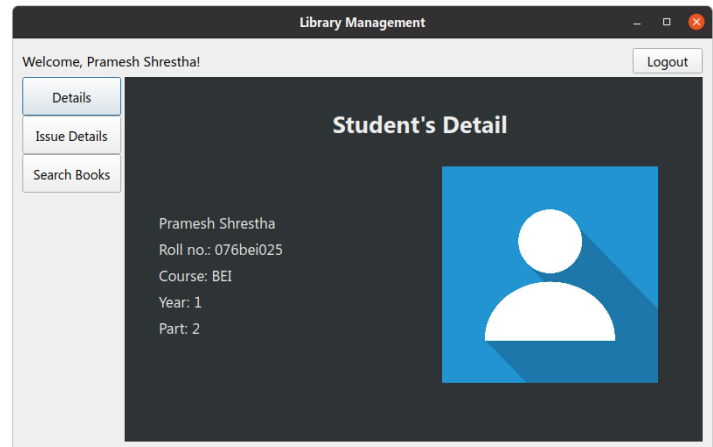 Library Management
Welcome, Pramesh Shrestha!
Logout
Details
Issue Details
Search Books
Student's Detail
Pramesh Shrestha
Roll no.: 076bei025
Course: BEI
Year: 1
Part: 2